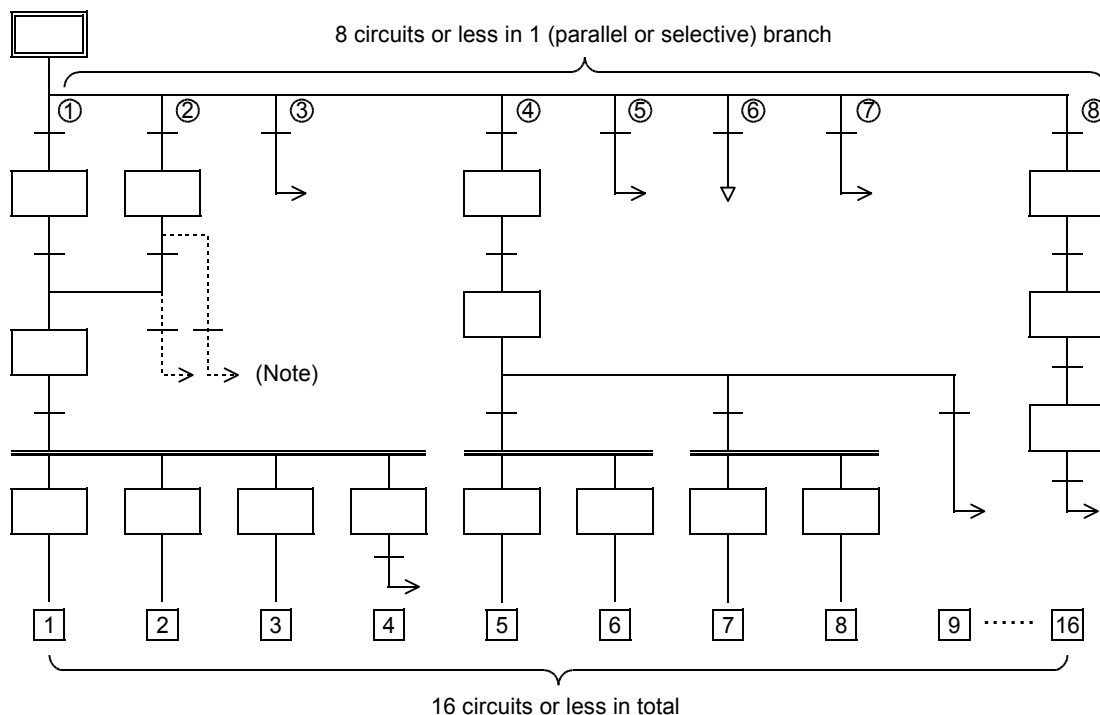 8 circuits or less in 1 (parallel or selective) branch
① ② ③ ④ ⑤ ⑥ ⑦ ⑧
(Note)
1 2 3 4 5 6 7 8 9 ...... 16
16 circuits or less in total